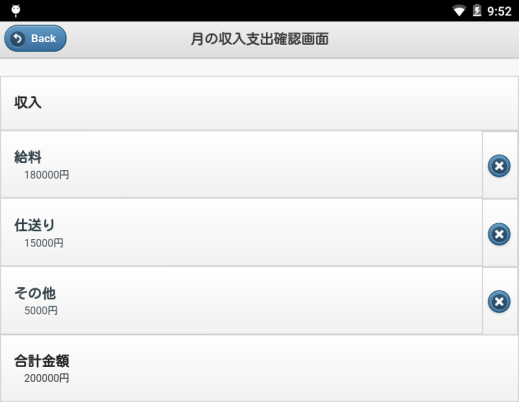 9:52
Back
月の収入支出確認画面
収入
給料
180000円
仕送り
15000円
その他
5000円
合計金額
200000円